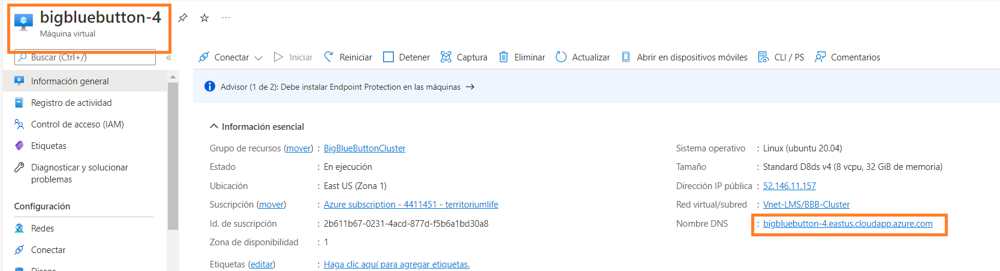 bigbluebutton-4
Máquina virtual
Buscar (Ctrl+/)
Conectar Iniciar Reiniciar Detener Captura Eliminar Actualizar Abrir en dispositivos móviles CLI / PS Comentarios
Información general
Registro de actividad
Control de acceso (IAM)
Etiquetas
Diagnosticar y solucionar
problemas
Configuración
Redes
Conectar
Discos
Advisor (1 de 2): Debe instalar Endpoint Protection en las máquinas →
Información esencial
Grupo de recursos (mover) : BigBlueButtonCluster
Estado : En ejecución
Ubicación : East US (Zona 1)
Suscripción (mover) : Azure subscription - 4411451 - territoriumlife
Id. de suscripción : 2b611b67-0231-4acd-877d-f5b6a1bd30a8
Zona de disponibilidad : 1
Etiquetas (editar) : Haga clic aquí para agregar etiquetas.
Sistema operativo : Linux (ubuntu 20.04)
Tamaño : Standard D8ds v4 (8 vcpu, 32 GiB de memoria)
Dirección IP pública : 52.146.11.157
Red virtual/subred : Vnet-LMS/BBB-Cluster
Nombre DNS : bigbluebutton-4.eastus.cloudapp.azure.com